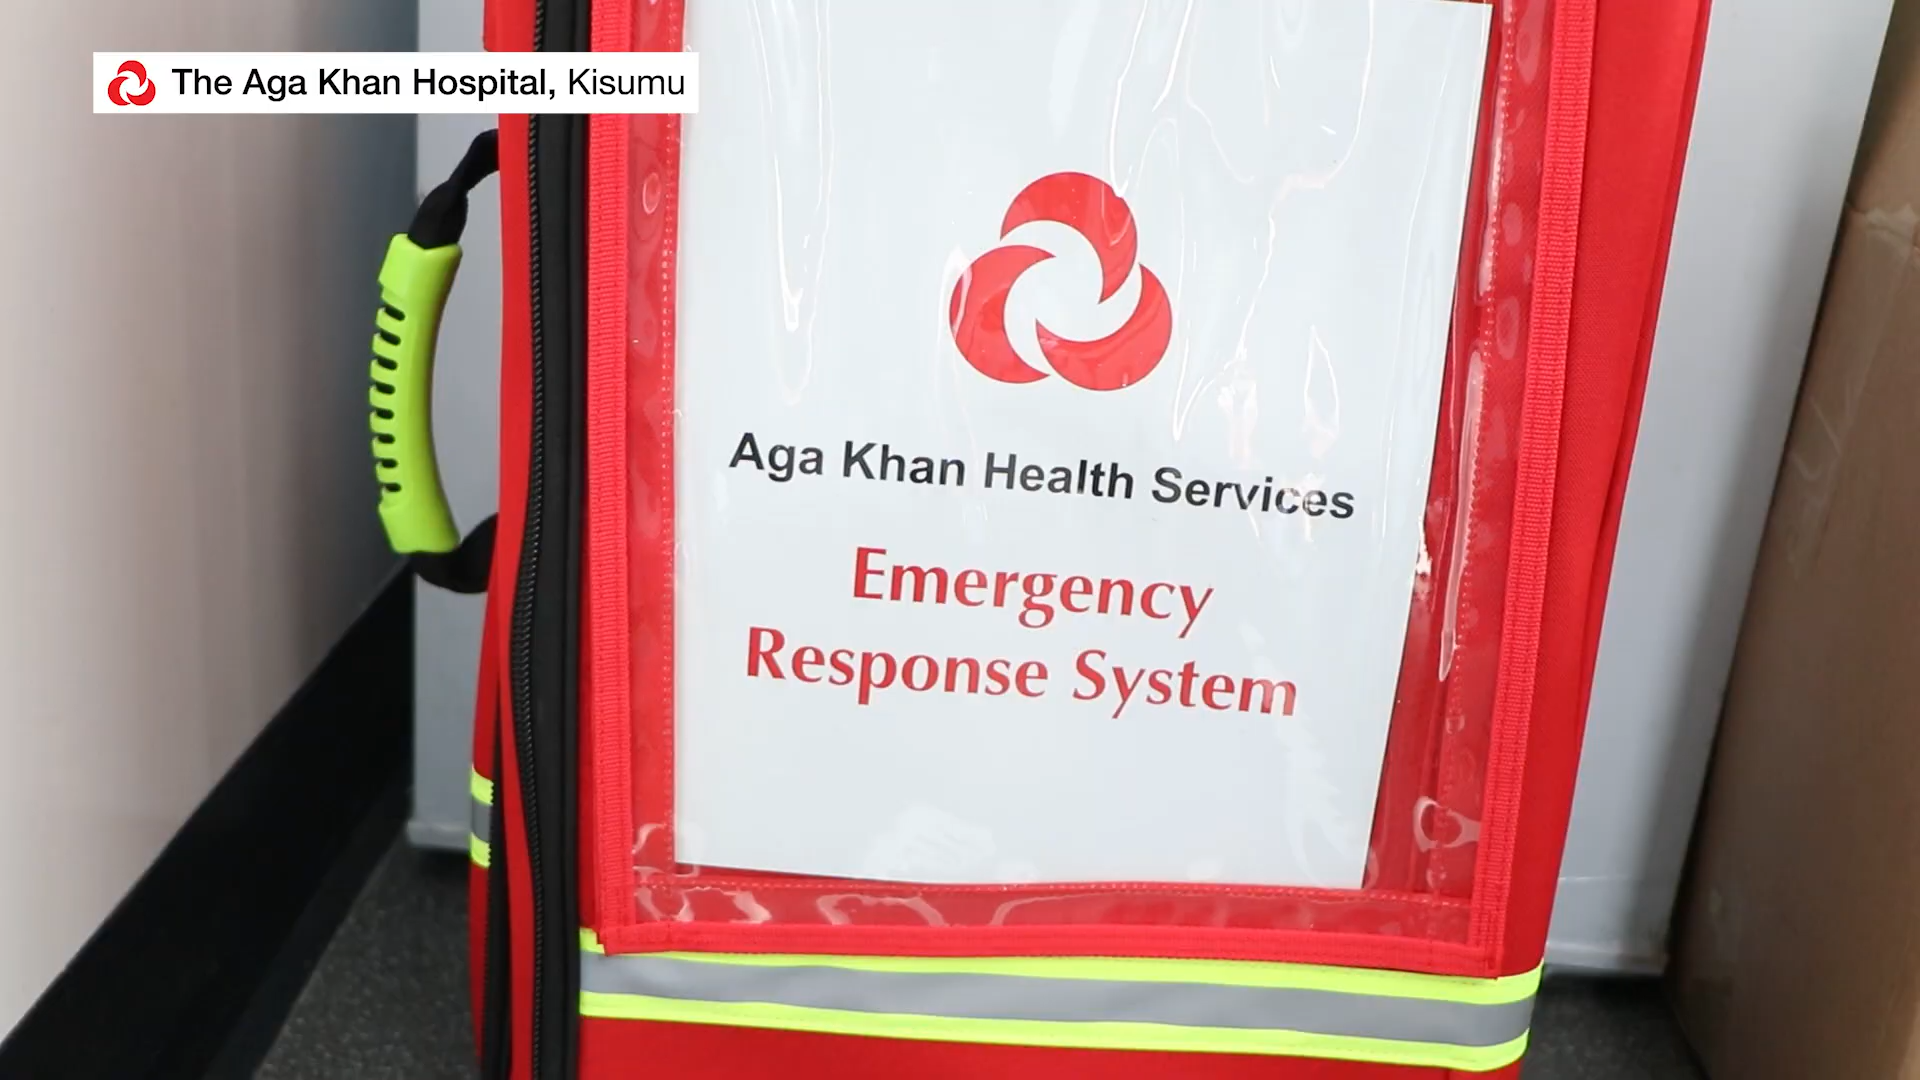 The Aga Khan Hospital, Kisumu
Aga Khan Health Services
Emergency
Response System